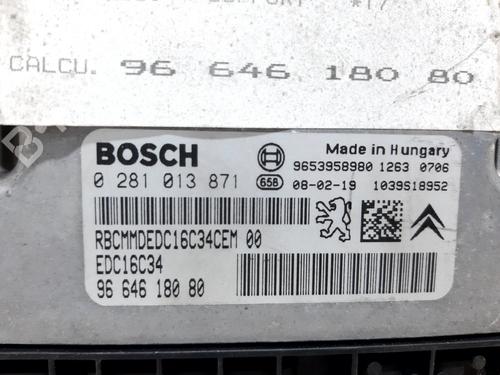 CALCU. 96 646 180 80
BOSCH
Made in Hungary
9653958980 1263 0706
0 281 013 871
658
08-02-19 1039S18952
RBCMMDEDC16C34CEM 00
EDC16C34
96 646 180 80